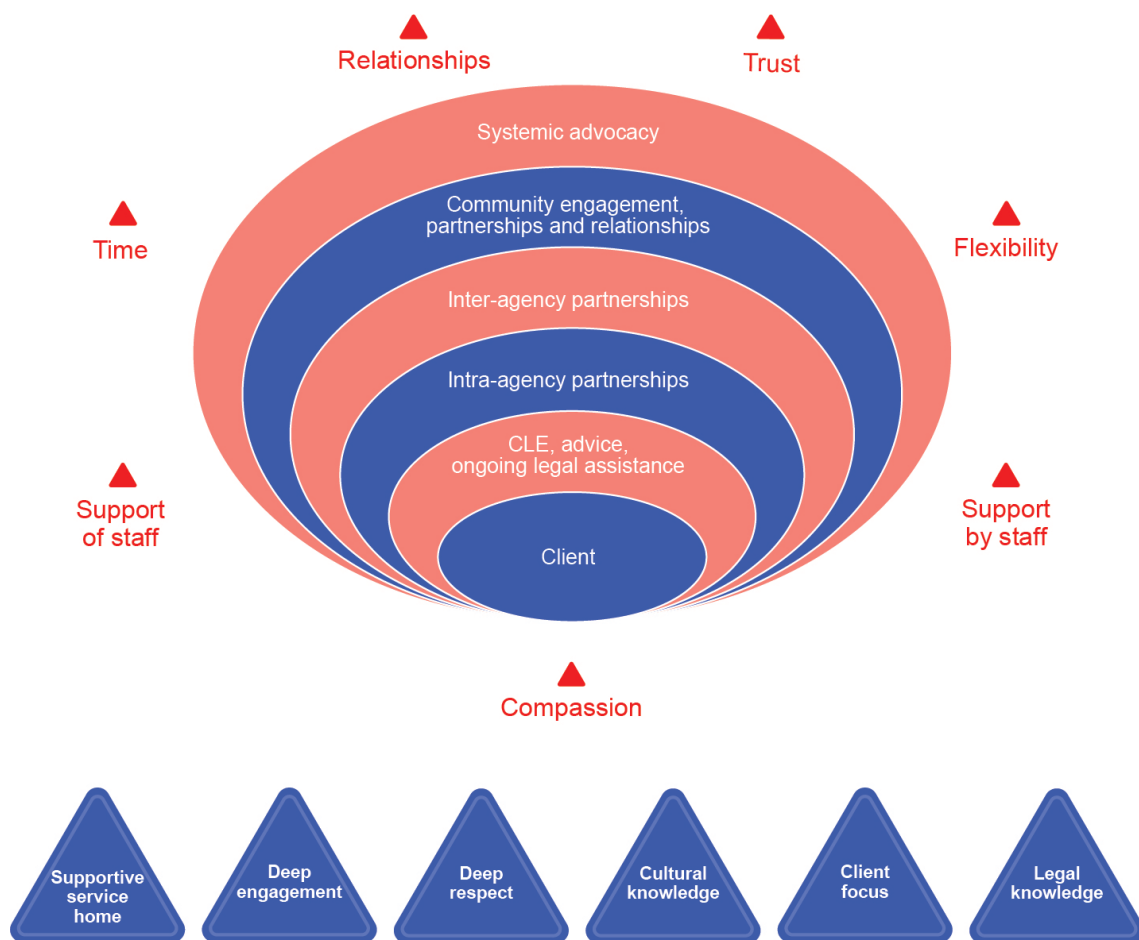 Relationships
Trust
Systemic advocacy
Community engagement,
partnerships and relationships
Time
Flexibility
Inter-agency partnerships
Intra-agency partnerships
CLE, advice,
ongoing legal assistance
Support
of staff
Support
by staff
Client
Compassion
Supportive
service
home
Deep
engagement
Deep
respect
Cultural
knowledge
Client
focus
Legal
knowledge